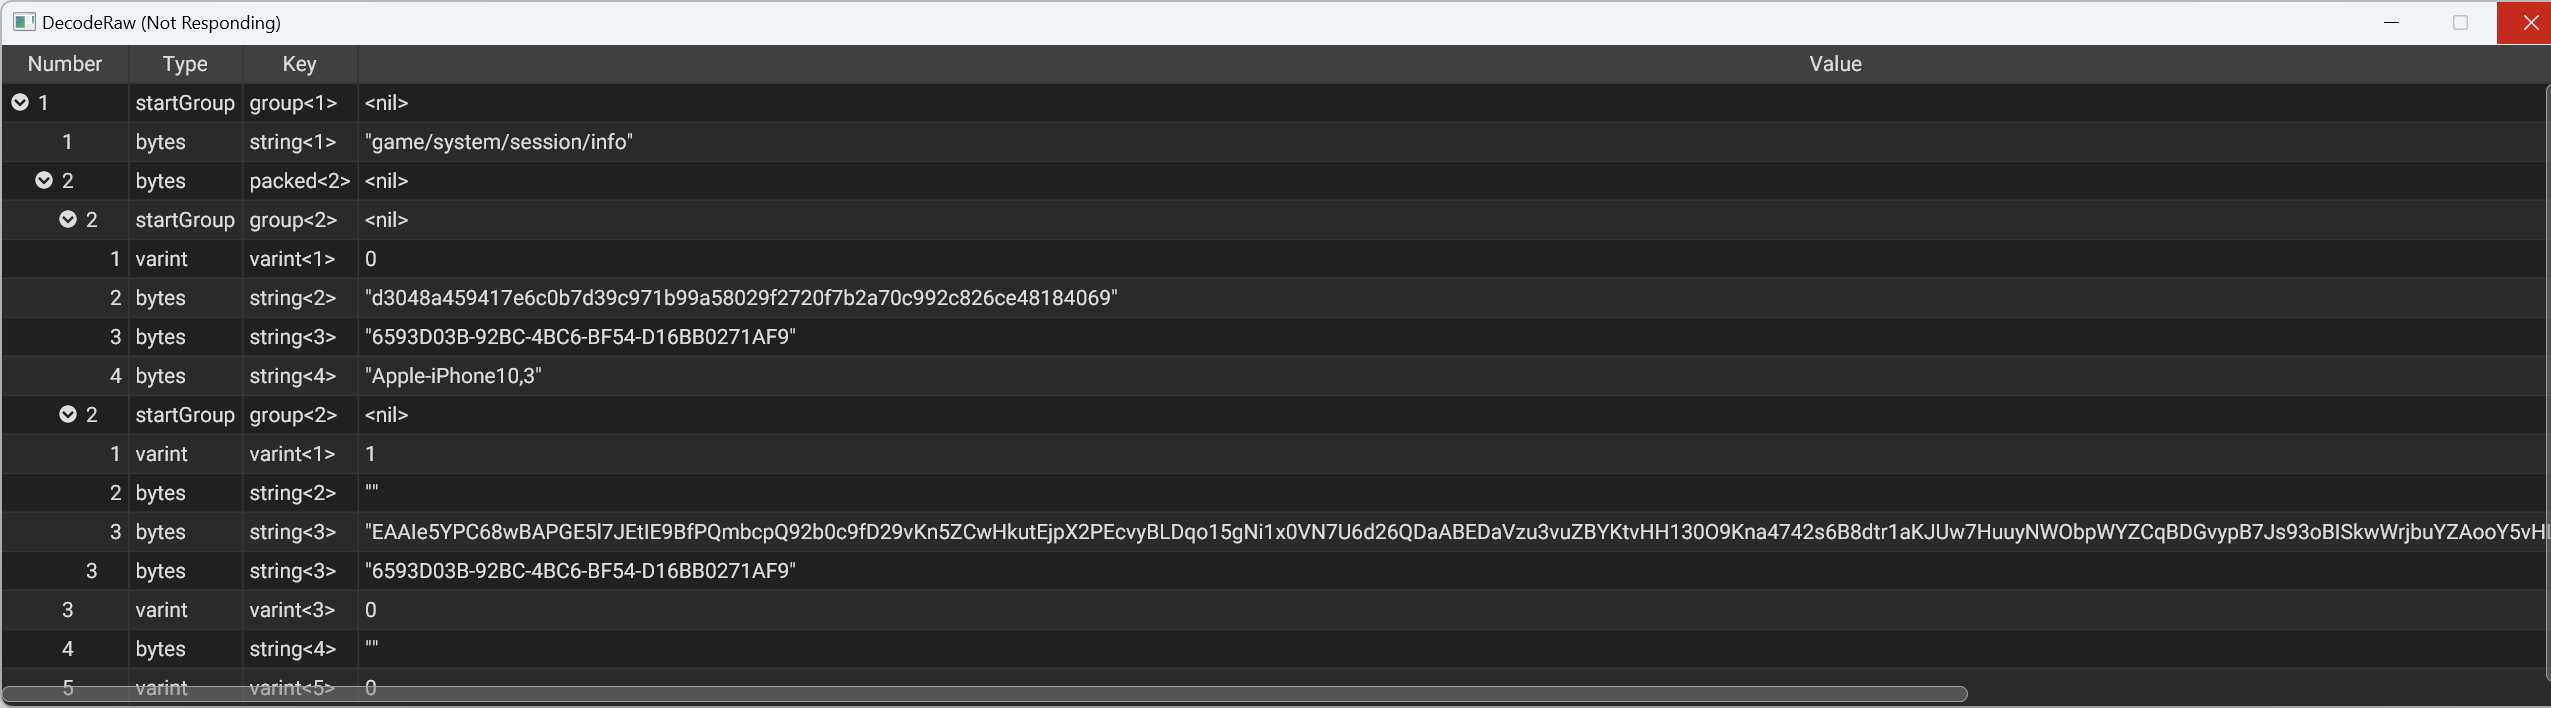 DecodeRaw (Not Responding)
Number Type Key Value
1 startGroup group<1> <nil>
1 bytes string<1> "game/system/session/info"
2 bytes packed<2> <nil>
2 startGroup group<2> <nil>
1 varint varint<1> 0
2 bytes string<2> "d3048a459417e6c0b7d39c971b99a58029f2720f7b2a70c992c826ce48184069"
3 bytes string<3> "6593D03B-92BC-4BC6-BF54-D16BB0271AF9"
4 bytes string<4> "Apple-iPhone10,3"
2 startGroup group<2> <nil>
1 varint varint<1> 1
2 bytes string<2> ""
3 bytes string<3>
3 bytes string<3> "6593D03B-92BC-4BC6-BF54-D16BB0271AF9"
3 varint varint<3> 0
4 bytes string<4> ""
5 varint varint<5> 0